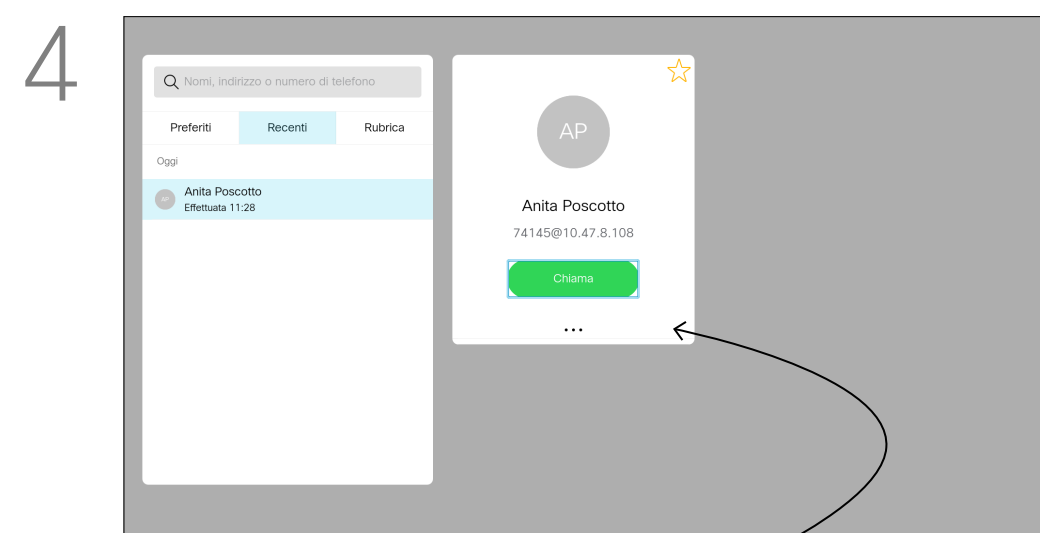 4
Nomi, indirizzo o numero di telefono
Preferiti Recenti Rubrica
Oggi
AP
Anita Poscotto
Effettuata 11:28
AP
Anita Poscotto
74145@10.47.8.108
Chiama
...